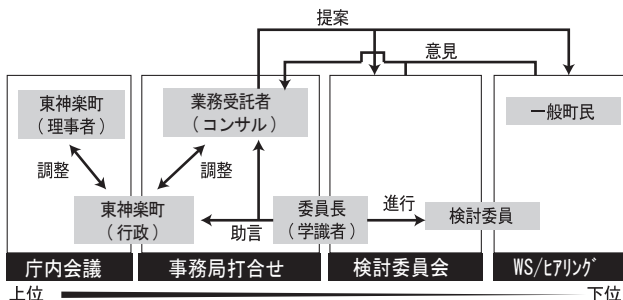 提案
意見
東神楽町
(理事者)
業務受託者
(コンサル)
一般町民
調整
調整
東神楽町
(行政)
助言
委員長
(学識者)
進行
検討委員
庁内会議
事務局打合せ
検討委員会
WS/ﾋｱﾘﾝｸﾞ
上位
下位